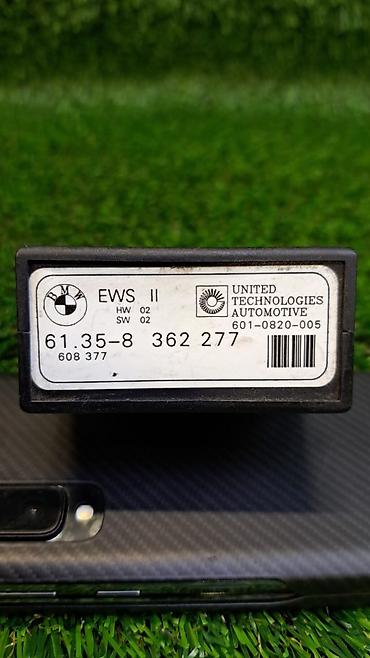 BMW
EWS II
HW 02
SW 02
UNITED
TECHNOLOGIES
AUTOMOTIVE
601-0820-005
61.35-8 362 277
608 377